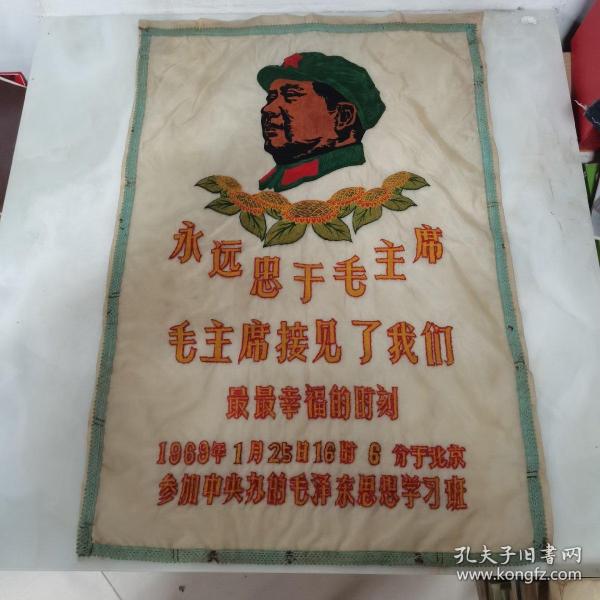 永远忠于毛主席
毛主席接见了我们
最最幸福的时刻
1969年1月25日16时6分于北京
参加中央办的毛泽东思想学习班
孔夫子旧书网
www.kongfz.com